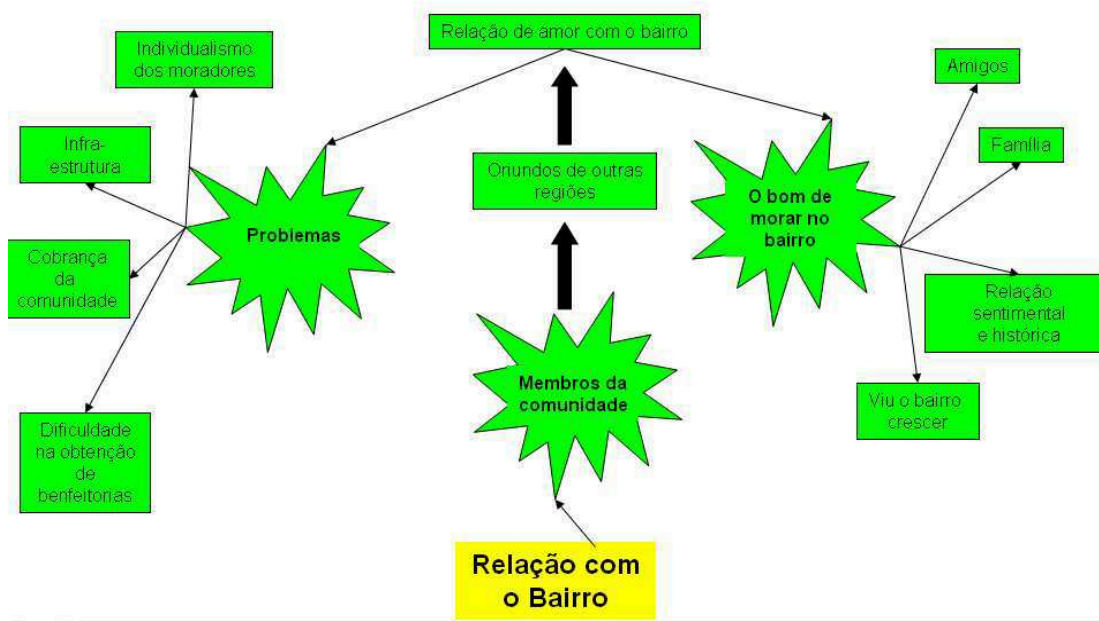 Relação de amor com o bairro
Individualismo
dos moradores
Amigos
Infra-
estrutura
Família
Oriundos de outras
regiões
O bom de
morar no
bairro
Problemas
Cobrança
da
comunidade
Relação
sentimental
e histórica
Membros da
comunidade
Viu o bairro
crescer
Dificuldade
na obtenção
de
benfeitorias
Relação com
o Bairro